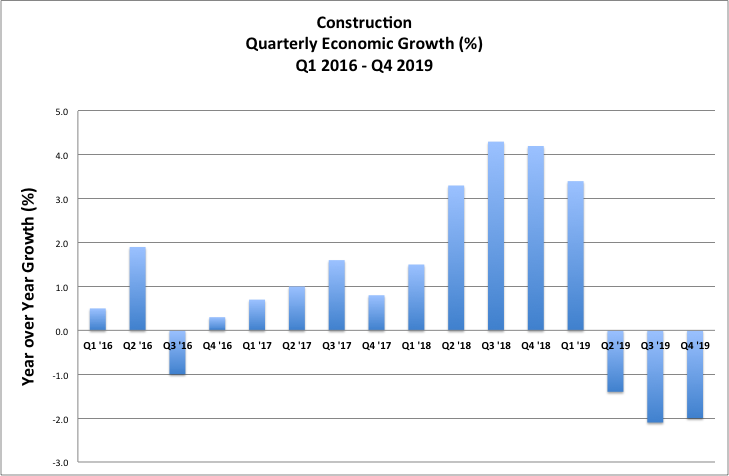 Construction
Quarterly Economic Growth (%)
Q1 2016 - Q4 2019
Year over Year Growth (%)
5.0
4.0
3.0
2.0
1.0
0.0
-1.0
-2.0
-3.0
Q1 '16 Q2 '16 Q3 '16 Q4 '16 Q1 '17 Q2 '17 Q3 '17 Q4 '17 Q1 '18 Q2 '18 Q3 '18 Q4 '18 Q1 '19 Q2 '19 Q3 '19 Q4 '19